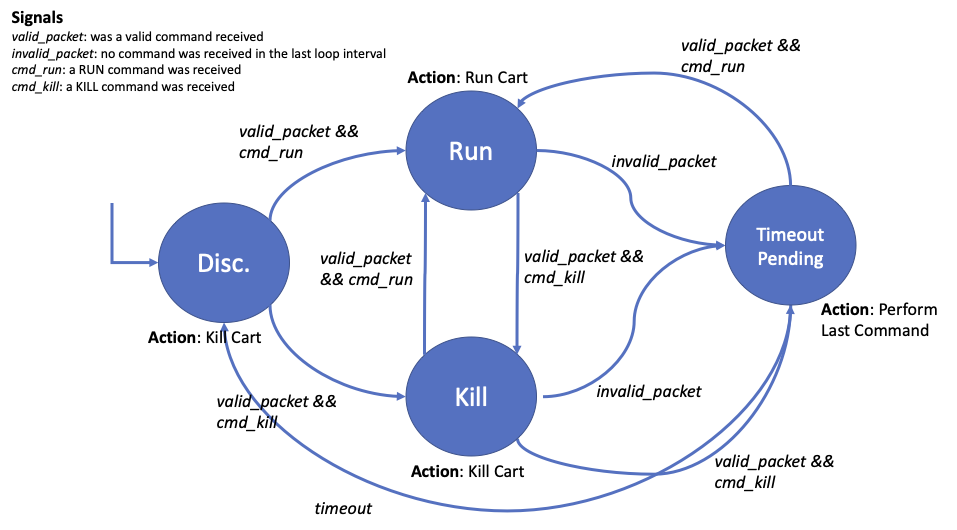 Signals
valid_packet: was a valid command received
invalid_packet: no command was received in the last loop interval
cmd_run: a RUN command was received
cmd_kill: a KILL command was received
valid_packet &&
cmd_run
Action: Run Cart
valid_packet &&
cmd_run
Run
invalid_packet
Timeout
Pending
Disc.
valid_packet
&& cmd_run
valid_packet &&
cmd_kill
Action: Perform
Last Command
Action: Kill Cart
Kill
invalid_packet
valid_packet &&
cmd_kill
Action: Kill Cart
valid_packet &&
cmd_kill
timeout